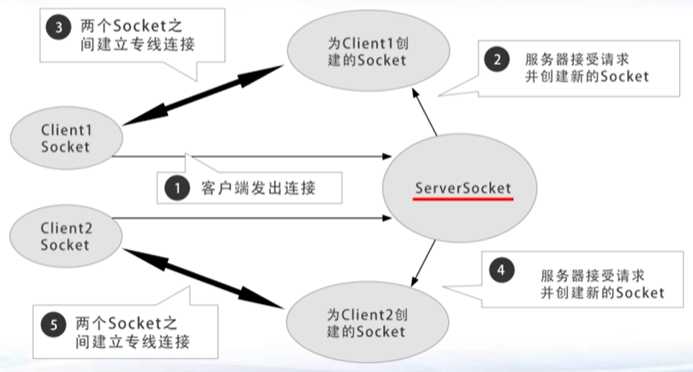 3 两个Socket之
间建立专线连接
为Client1创
建的Socket
2 服务器接受请求
并创建新的Socket
Client1
Socket
1 客户端发出连接
ServerSocket
Client2
Socket
4 服务器接受请求
并创建新的Socket
5 两个Socket之
间建立专线连接
为Client2创
建的Socket